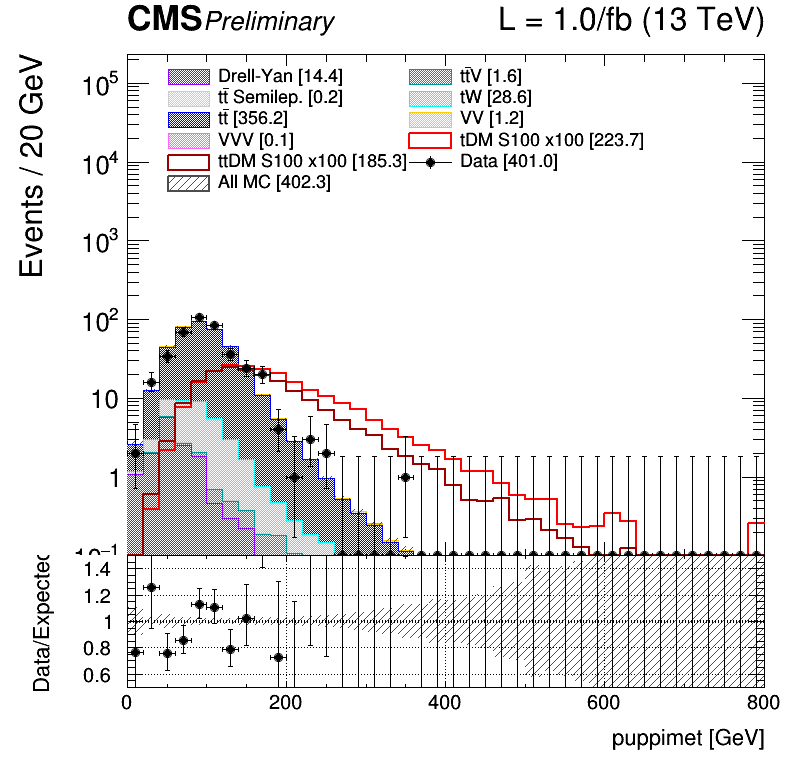 CMS Preliminary L = 1.0/fb (13 TeV)
Events / 20 GeV
Drell-Yan [14.4] tt̄V [1.6]
tt̄ Semilep. [0.2] tW [28.6]
tt̄ [356.2] VV [1.2]
VVV [0.1] tDM S100 x100 [223.7]
ttDM S100 x100 [185.3] Data [401.0]
All MC [402.3]
10⁵
10⁴
10³
10²
10
1
10⁻¹
Data/Expected
1.4
1.2
1
0.8
0.6
0 200 400 600 800
puppimet [GeV]